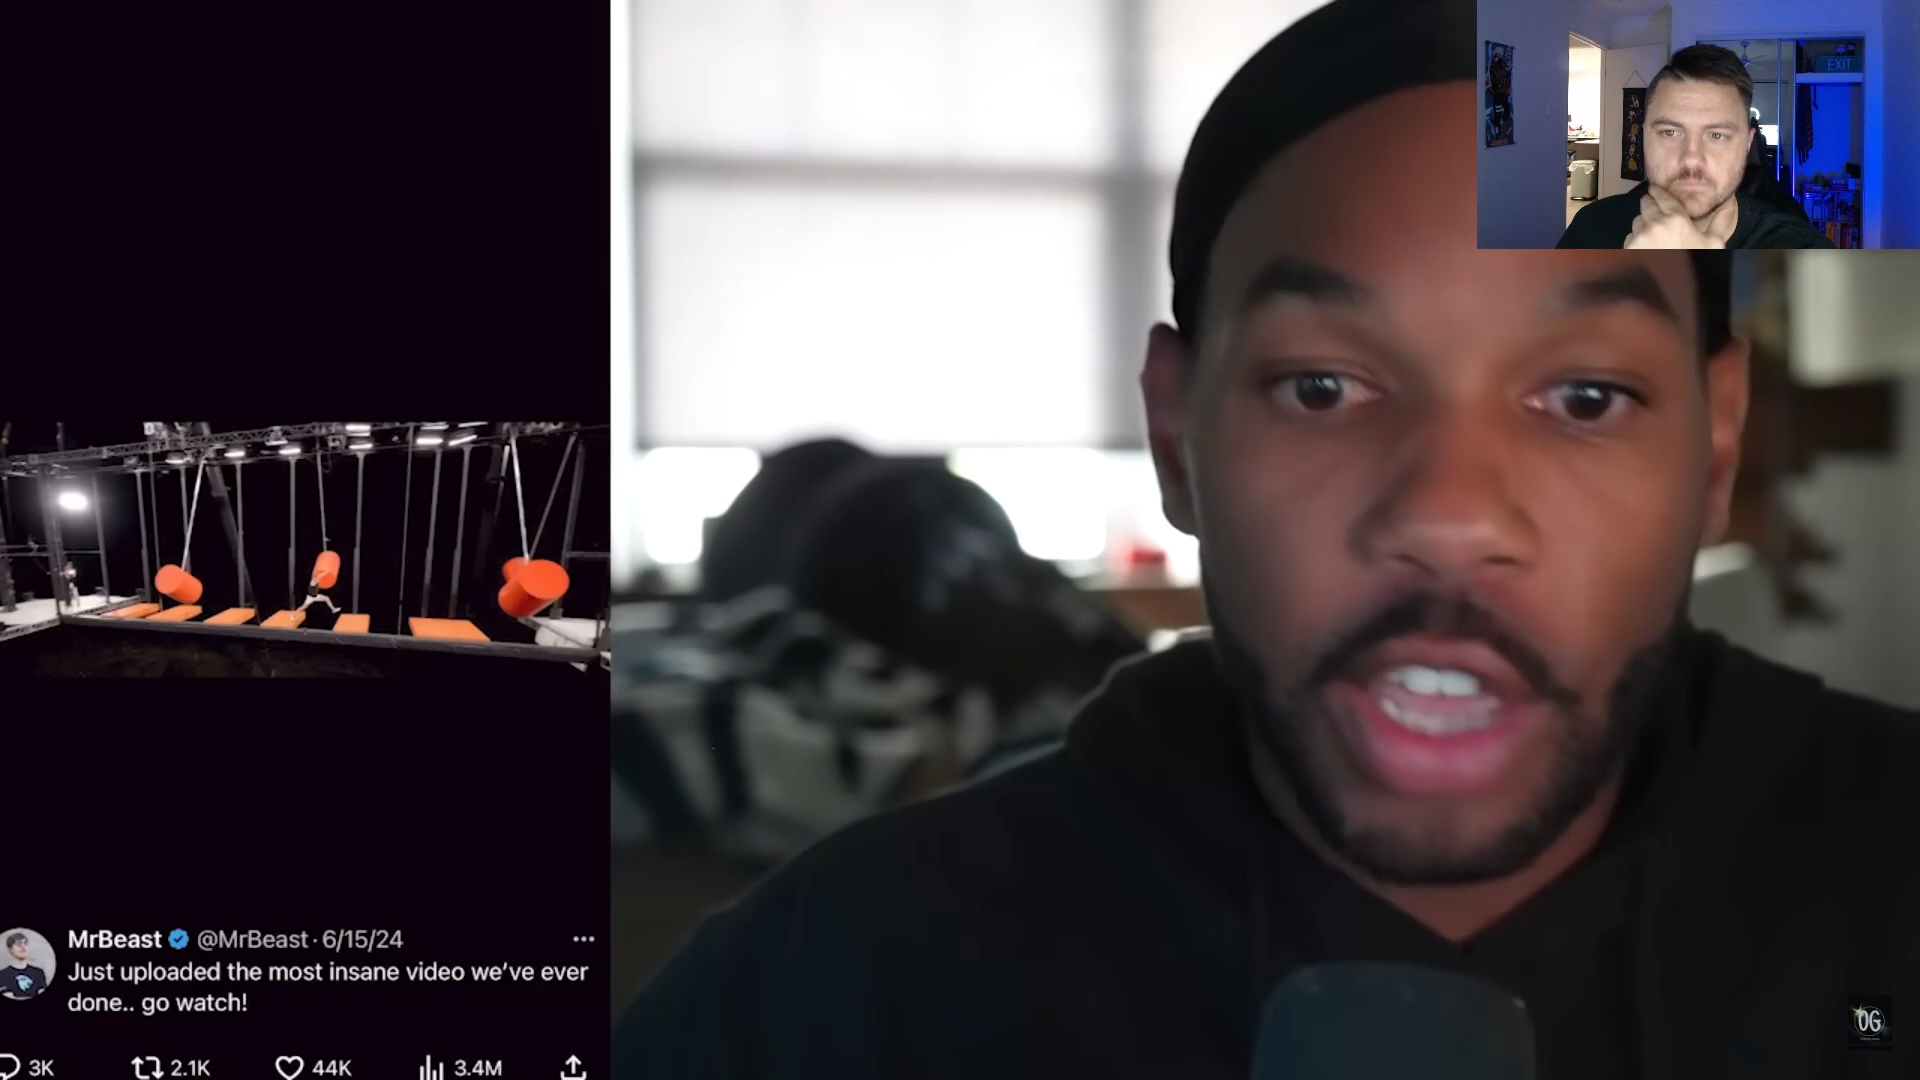 EXIT
MrBeast @MrBeast · 6/15/24
Just uploaded the most insane video we've ever
done.. go watch!
3K 2.1K 44K 3.4M
OG